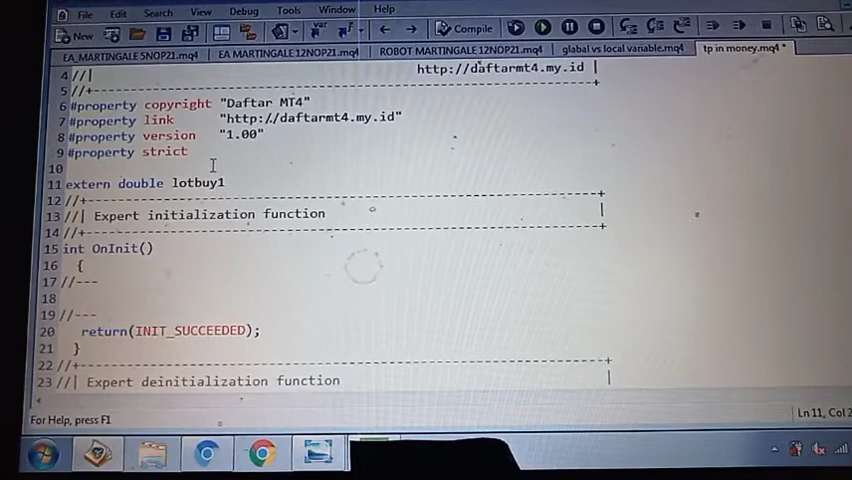 File Edit Search View Debug Tools Window Help
New Compile
EA_MARTINGALE 5NOP21.mq4 EA MARTINGALE 12NOP21.mq4 ROBOT MARTINGALE 12NOP21.mq4 glabal vs local variable.mq4 tp in money.mq4 *
4 //| http://daftarmt4.my.id |
5 //+------------------------------------------------------------------+
6 #property copyright "Daftar MT4"
7 #property link "http://daftarmt4.my.id"
8 #property version "1.00"
9 #property strict
10
11 extern double lotbuy1
12 //+------------------------------------------------------------------+
13 //| Expert initialization function |
14 //+------------------------------------------------------------------+
15 int OnInit()
16 {
17 //---
18
19 //---
20 return(INIT_SUCCEEDED);
21 }
22 //+------------------------------------------------------------------+
23 //| Expert deinitialization function |
For Help, press F1 Ln 11, Col 2